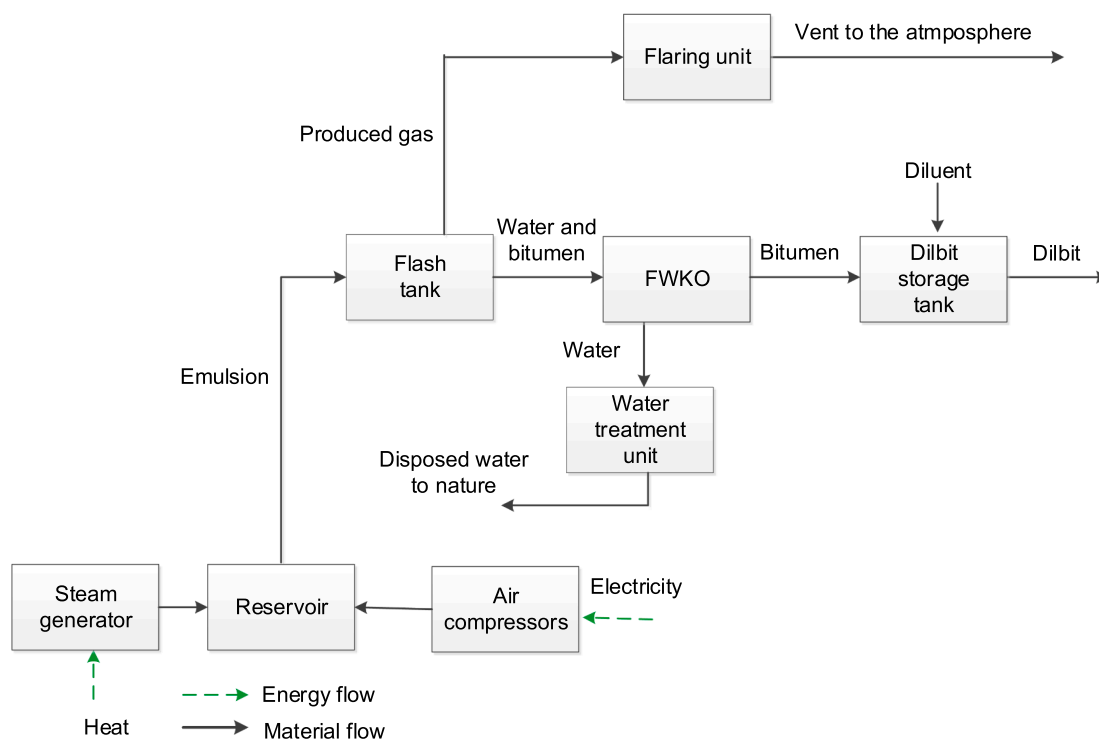 Flaring unit
Vent to the atmposphere
Produced gas
Diluent
Flash
tank
Water and
bitumen
FWKO
Bitumen
Dilbit
storage
tank
Dilbit
Water
Emulsion
Water
treatment
unit
Disposed water
to nature
Steam
generator
Reservoir
Air
compressors
Electricity
Heat
Energy flow
Material flow